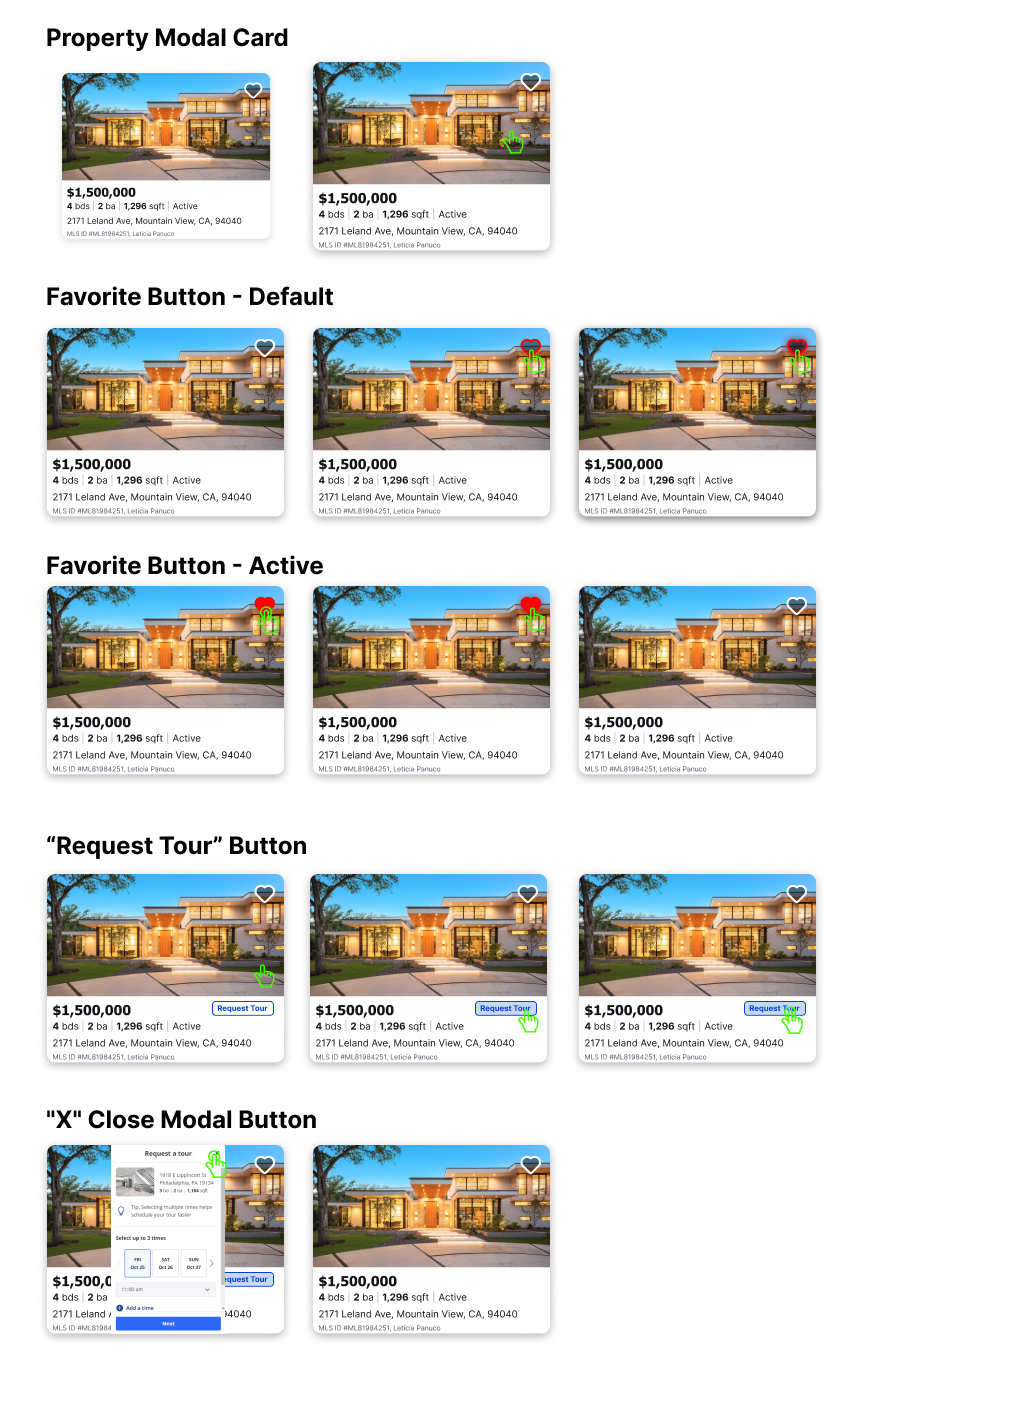 Property Modal Card
$1,500,000
4 bds | 2 ba | 1,296 sqft | Active
2171 Leland Ave, Mountain View, CA, 94040
MLS ID #ML81984251, Leticia Panuco
$1,500,000
4 bds | 2 ba | 1,296 sqft | Active
2171 Leland Ave, Mountain View, CA, 94040
MLS ID #ML81984251, Leticia Panuco
Favorite Button - Default
$1,500,000
4 bds | 2 ba | 1,296 sqft | Active
2171 Leland Ave, Mountain View, CA, 94040
MLS ID #ML81984251, Leticia Panuco
$1,500,000
4 bds | 2 ba | 1,296 sqft | Active
2171 Leland Ave, Mountain View, CA, 94040
MLS ID #ML81984251, Leticia Panuco
$1,500,000
4 bds | 2 ba | 1,296 sqft | Active
2171 Leland Ave, Mountain View, CA, 94040
MLS ID #ML81984251, Leticia Panuco
Favorite Button - Active
$1,500,000
4 bds | 2 ba | 1,296 sqft | Active
2171 Leland Ave, Mountain View, CA, 94040
MLS ID #ML81984251, Leticia Panuco
$1,500,000
4 bds | 2 ba | 1,296 sqft | Active
2171 Leland Ave, Mountain View, CA, 94040
MLS ID #ML81984251, Leticia Panuco
$1,500,000
4 bds | 2 ba | 1,296 sqft | Active
2171 Leland Ave, Mountain View, CA, 94040
MLS ID #ML81984251, Leticia Panuco
“Request Tour” Button
$1,500,000 Request Tour
4 bds | 2 ba | 1,296 sqft | Active
2171 Leland Ave, Mountain View, CA, 94040
MLS ID #ML81984251, Leticia Panuco
$1,500,000 Request Tour
4 bds | 2 ba | 1,296 sqft | Active
2171 Leland Ave, Mountain View, CA, 94040
MLS ID #ML81984251, Leticia Panuco
$1,500,000 Request Tour
4 bds | 2 ba | 1,296 sqft | Active
2171 Leland Ave, Mountain View, CA, 94040
MLS ID #ML81984251, Leticia Panuco
"X" Close Modal Button
Request a tour
1918 E Lippincott St
Philadelphia, PA 19134
3 bd | 2 ba | 1,164 sqft
Tip: Selecting multiple times helps
schedule your tour faster
Select up to 3 times
FRI SAT SUN
Oct 25 Oct 26 Oct 27
11:00 am
Add a time
Next
$1,500,0 quest Tour
4 bds | 2 ba
2171 Leland A 94040
MLS ID #ML8198
$1,500,000
4 bds | 2 ba | 1,296 sqft | Active
2171 Leland Ave, Mountain View, CA, 94040
MLS ID #ML81984251, Leticia Panuco